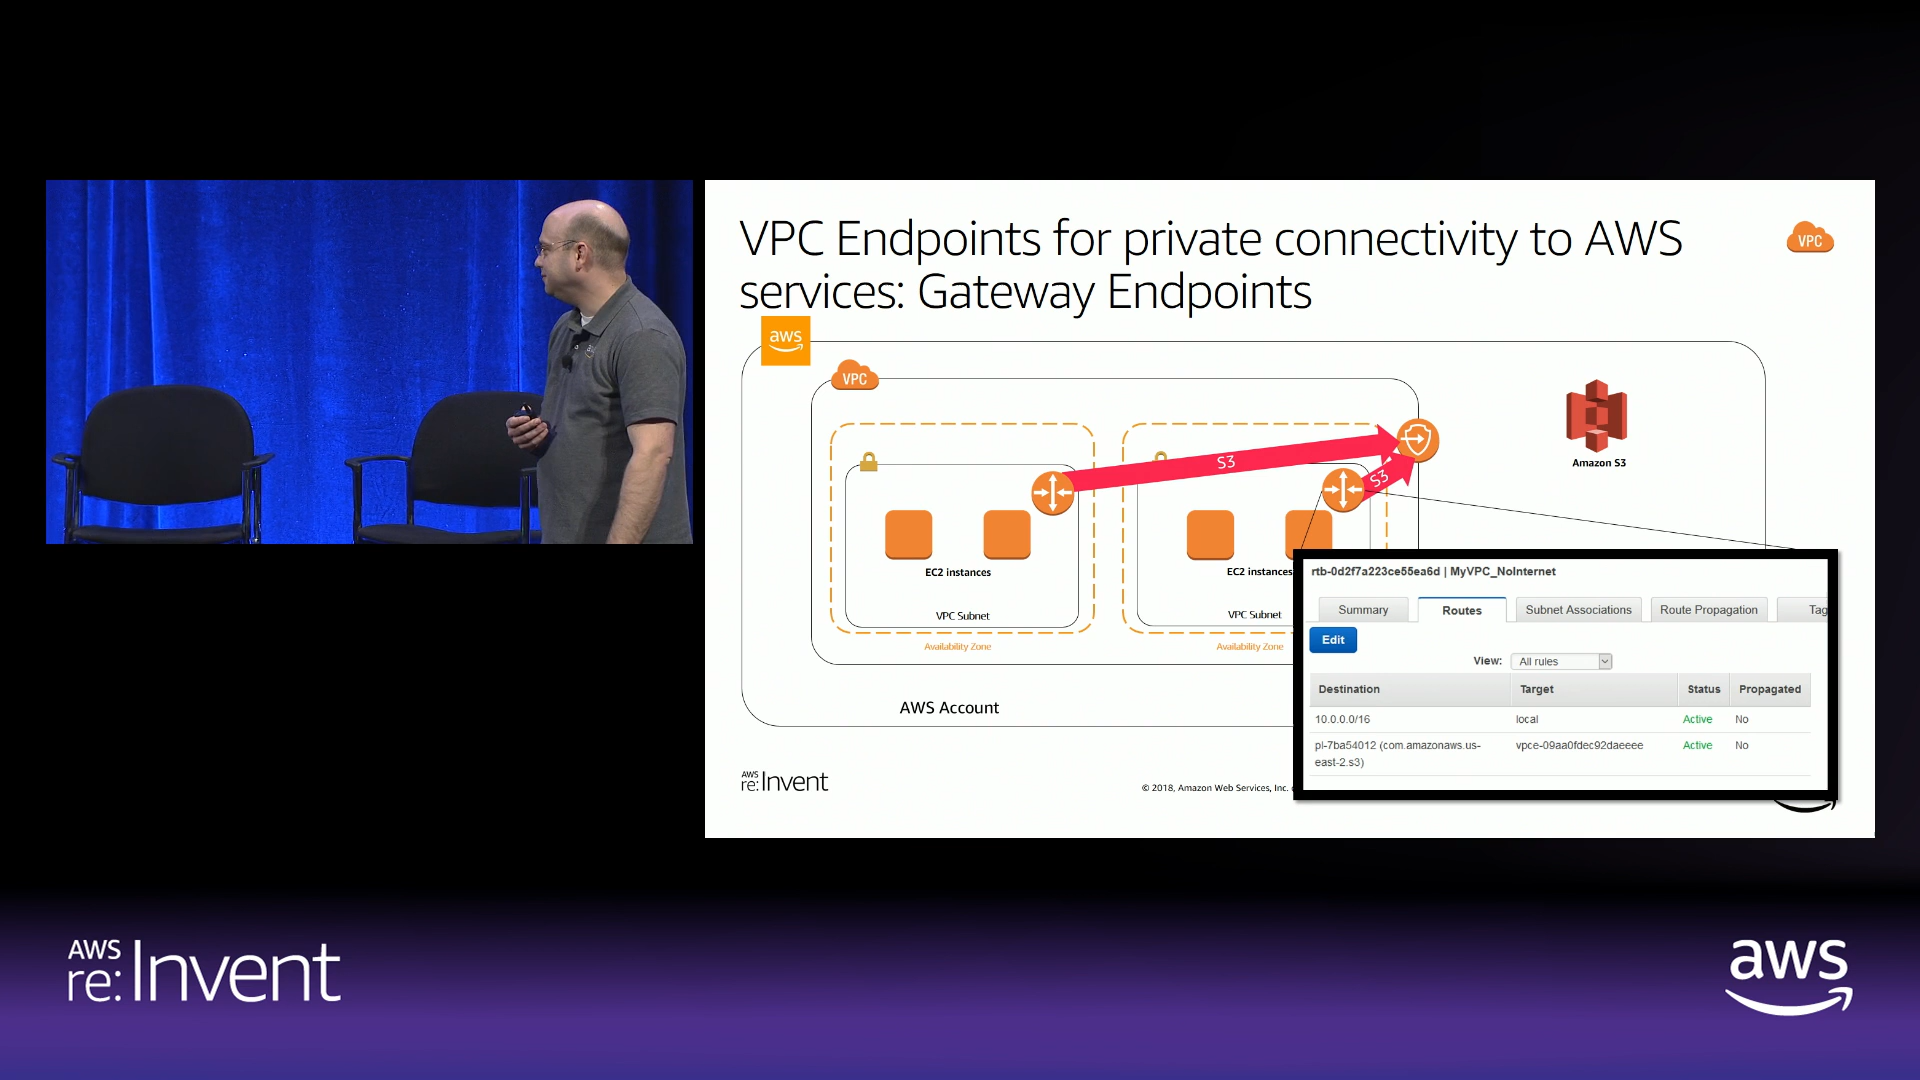 VPC Endpoints for private connectivity to AWS
services: Gateway Endpoints
VPC
aws
VPC
S3
S3
Amazon S3
EC2 instances
EC2 instances
VPC Subnet
VPC Subnet
Availability Zone
Availability Zone
AWS Account
rtb-0d2f7a223ce55ea6d | MyVPC_NoInternet
Summary
Routes
Subnet Associations
Route Propagation
Tag
Edit
View: All rules
Destination Target Status Propagated
10.0.0.0/16 local Active No
pl-7ba54012 (com.amazonaws.us-
east-2.s3) vpce-09aa0fdec92daeeee Active No
AWS
re:Invent
© 2018, Amazon Web Services, Inc.
AWS
re:Invent
aws